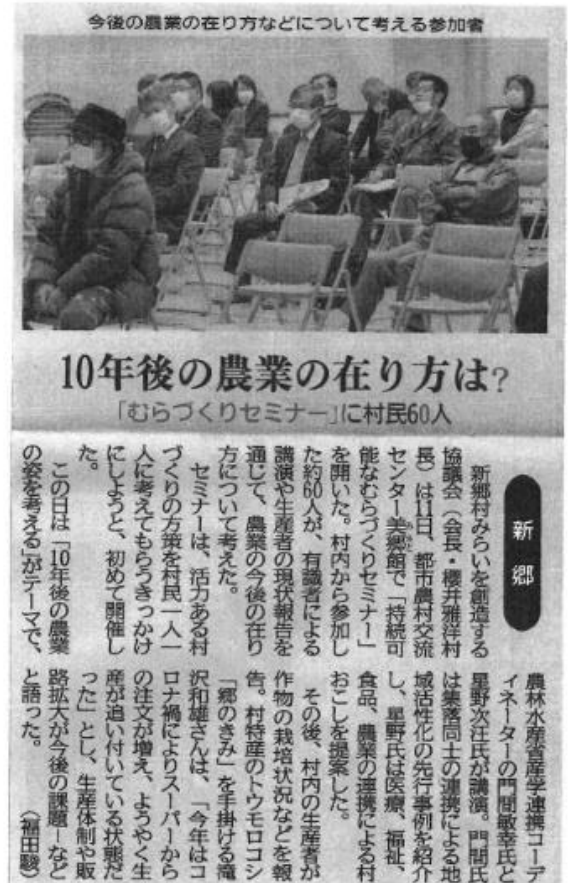 今後の農業の在り方などについて考える参加者
10年後の農業の在り方は?
「むらづくりセミナー」に村民60人
新郷
新郷村みらいを創造する
協議会(会長・櫻井雅洋村
長)は11日、都市農村交流
センター美郷館で「持続可
能なむらづくりセミナー」
を開いた。村内から参加し
た約60人が、有識者による
講演や生産者の現状報告を
通じて、農業の今後の在り
方について考えた。
セミナーは、活力ある村
づくりの方策を村民一人一
人に考えてもらうきっかけ
にしようと、初めて開催し
た。
この日は「10年後の農業
の姿を考える」がテーマで、
農林水産省産学連携コーデ
ィネーターの門間敏幸氏と
星野次汪氏が講演。門間氏
は集落同士の連携による地
域活性化の先行事例を紹介
し、星野氏は医療、福祉、
食品、農業の連携による村
おこしを提案した。
その後、村内の生産者が
作物の栽培状況などを報
告。村特産のトウモロコシ
「郷のきみ」を手掛ける滝
沢和雄さんは、「今年はコ
ロナ禍によりスーパーから
の注文が増え、ようやく生
産が追い付いている状態だ
った」とし、生産体制や販
路拡大が今後の課題―など
と語った。
(福田駿)